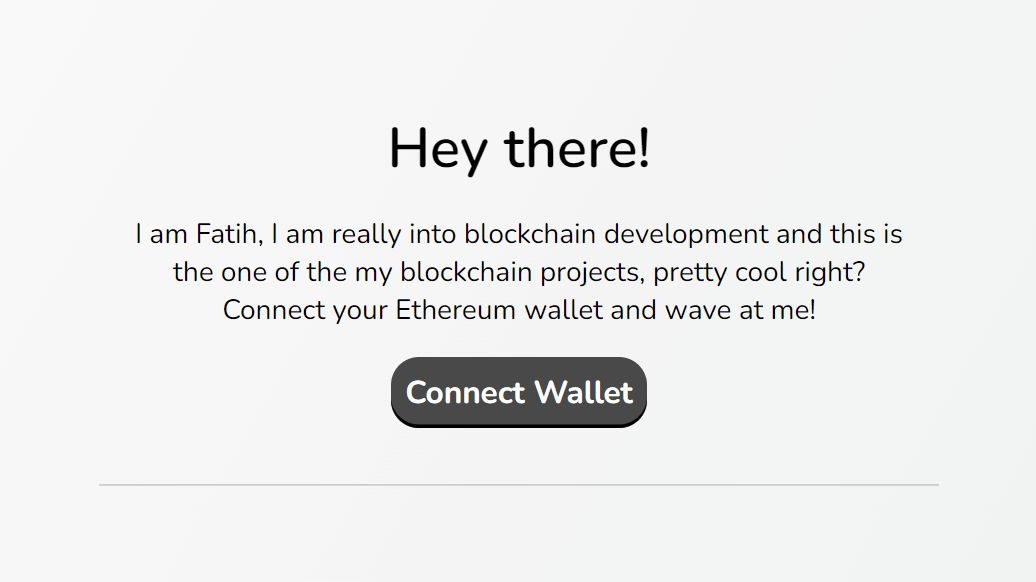 Hey there!
I am Fatih, I am really into blockchain development and this is
the one of the my blockchain projects, pretty cool right?
Connect your Ethereum wallet and wave at me!
Connect Wallet